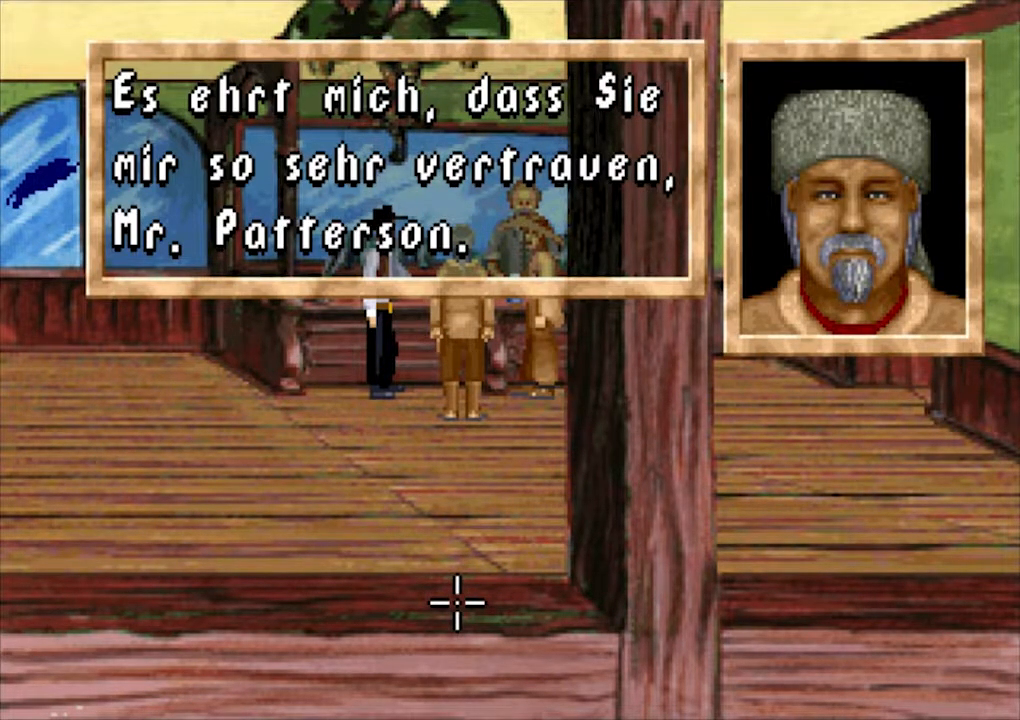 Es ehrt mich, dass Sie
mir so sehr vertrauen,
Mr. Patterson.